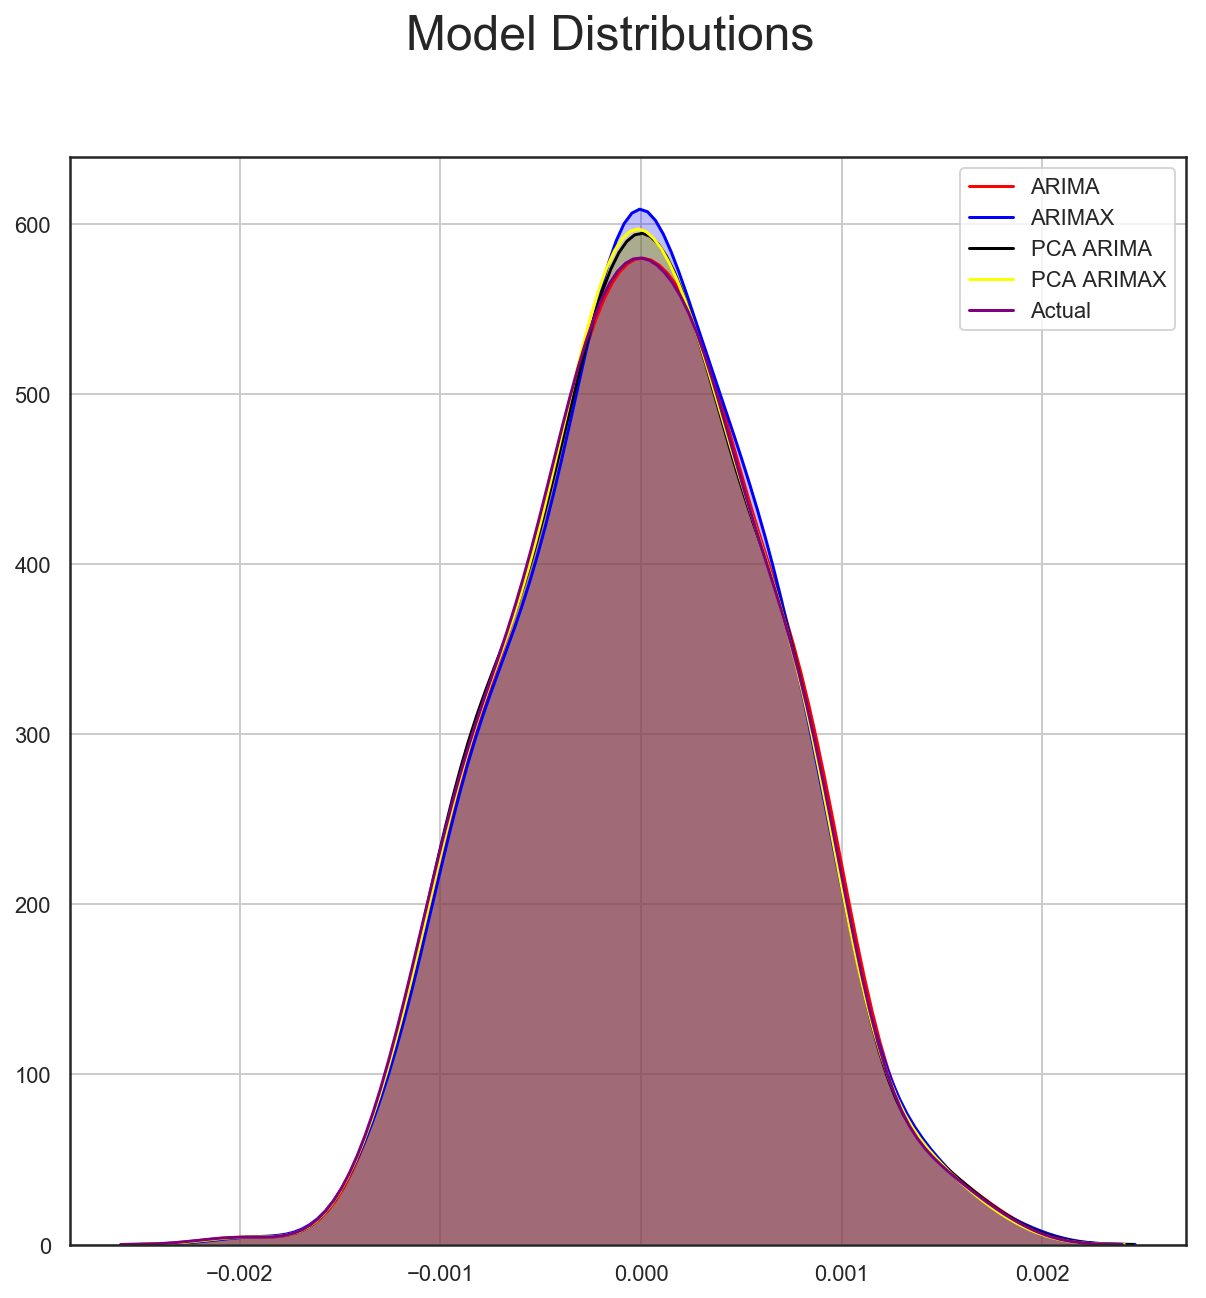 Model Distributions
ARIMA
ARIMAX
PCA ARIMA
PCA ARIMAX
Actual
600
500
400
300
200
100
0
−0.002 −0.001 0.000 0.001 0.002